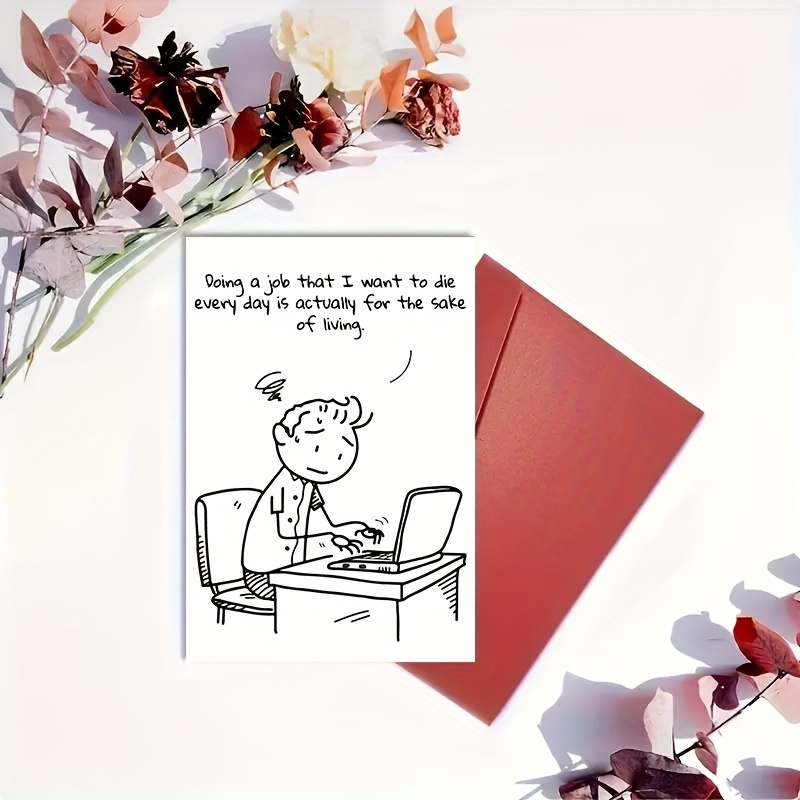 Doing a job that I want to die
every day is actually for the sake
of living.